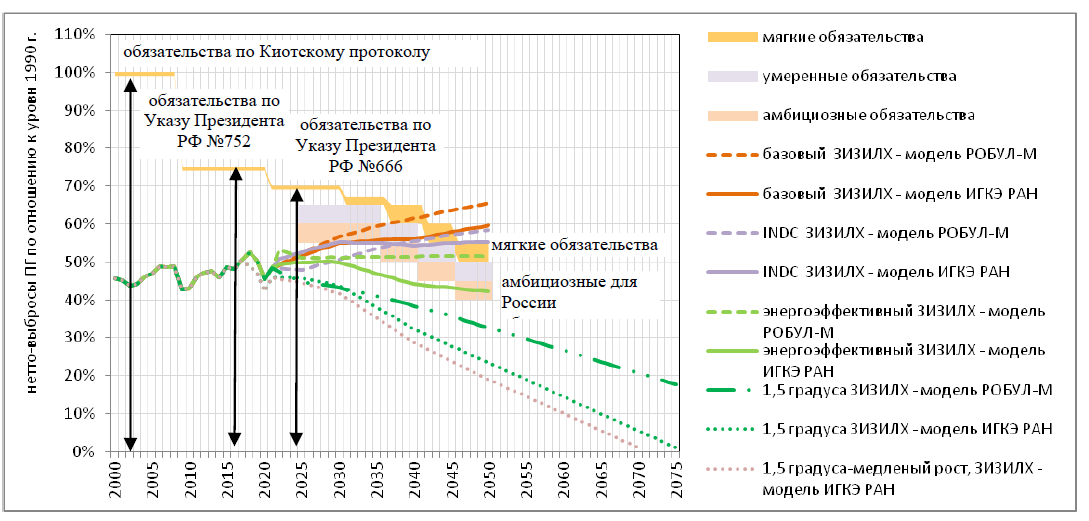 нетто-выбросы ПГ по отношению к уровн 1990 г.
110%
100%
90%
80%
70%
60%
50%
40%
30%
20%
10%
0%
обязательства по Киотскому протоколу
обязательства по
Указу Президента
РФ №752
обязательства по
Указу Президента
РФ №666
мягкие обязательства
амбициозные для
России
2000
2005
2010
2015
2020
2025
2030
2035
2040
2045
2050
2055
2060
2065
2070
2075
мягкие обязательства
умеренные обязательства
амбициозные обязательства
базовый ЗИЗИЛХ - модель РОБУЛ-М
базовый ЗИЗИЛХ - модель ИГКЭ РАН
INDC ЗИЗИЛХ - модель РОБУЛ-М
INDC ЗИЗИЛХ - модель ИГКЭ РАН
энергоэффективный ЗИЗИЛХ - модель
РОБУЛ-М
энергоэффективный ЗИЗИЛХ - модель
ИГКЭ РАН
1,5 градуса ЗИЗИЛХ - модель РОБУЛ-М
1,5 градуса ЗИЗИЛХ - модель ИГКЭ РАН
1,5 градуса-медленый рост, ЗИЗИЛХ -
модель ИГКЭ РАН